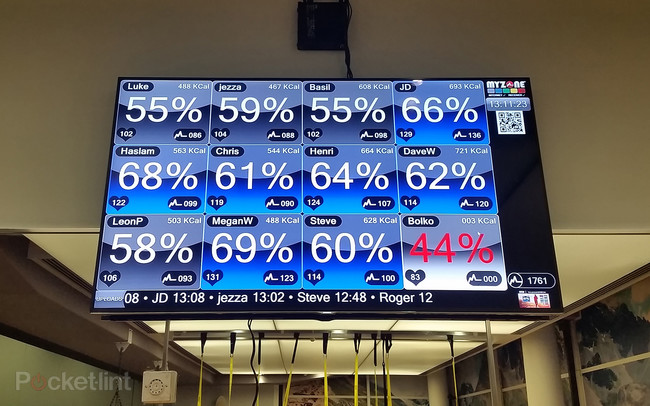 Luke 488 KCal
55%
102 086
jezza 467 KCal
59%
104 088
Basil 608 KCal
55%
102 098
JD 693 KCal
66%
129 136
MYZONE
13.11.23
Haslam 563 KCal
68%
122 099
Chris 544 KCal
61%
119 090
Henri 664 KCal
64%
124 107
DaveW 721 KCal
62%
114 120
LeonP 503 KCal
58%
106 093
MeganW 488 KCal
69%
131 123
Steve 628 KCal
60%
114 100
Bolko 003 KCal
44%
83 000
1761
08 • JD 13:08 • jezza 13:02 • Steve 12:48 • Roger 12
Pocketlint